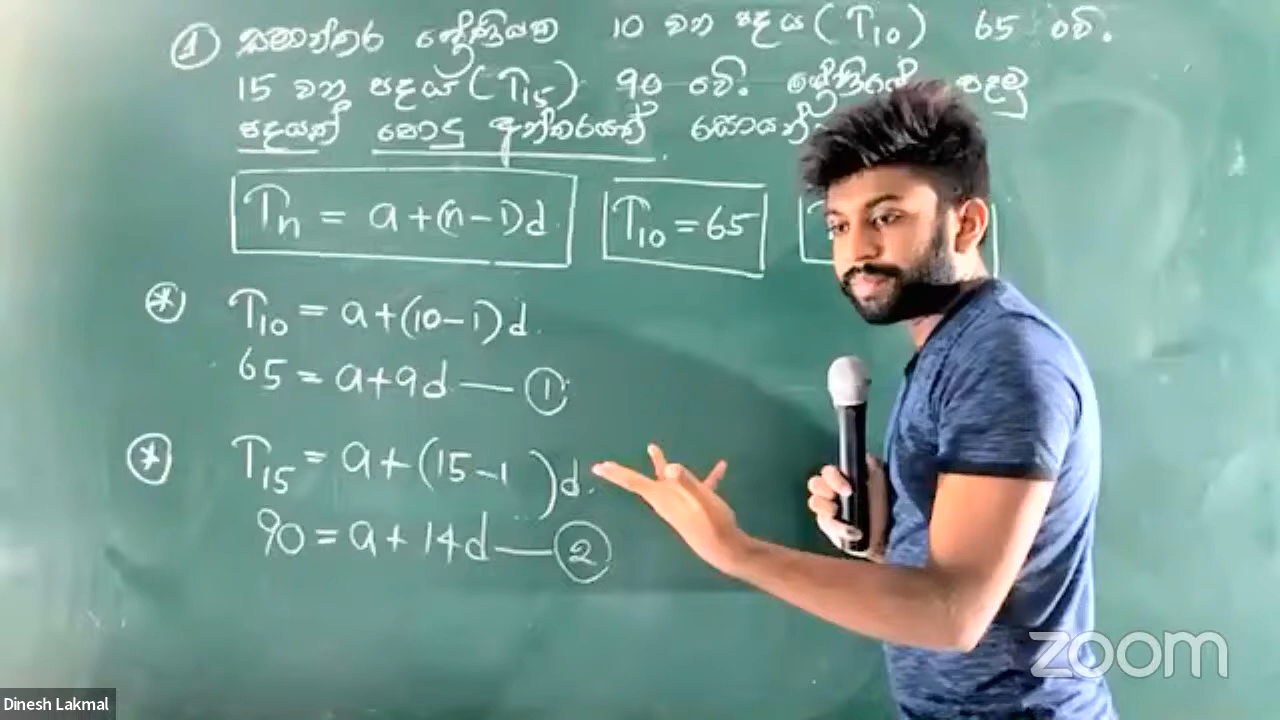 ① සමාන්තර ශ්‍රේණියක 10 වන පදය (T10) 65 වේ.
15 වන පදය (T15) 90 වේ. ශ්‍රේණියේ පළමු
පදයත් පොදු අන්තරයත් සොයන්න
Tn = a+(n-1)d
T10 = 65
T10 = a+(10-1)d
65 = a+9d — ①
T15 = a+(15-1)d.
90 = a+14d — ②
zoom
Dinesh Lakmal